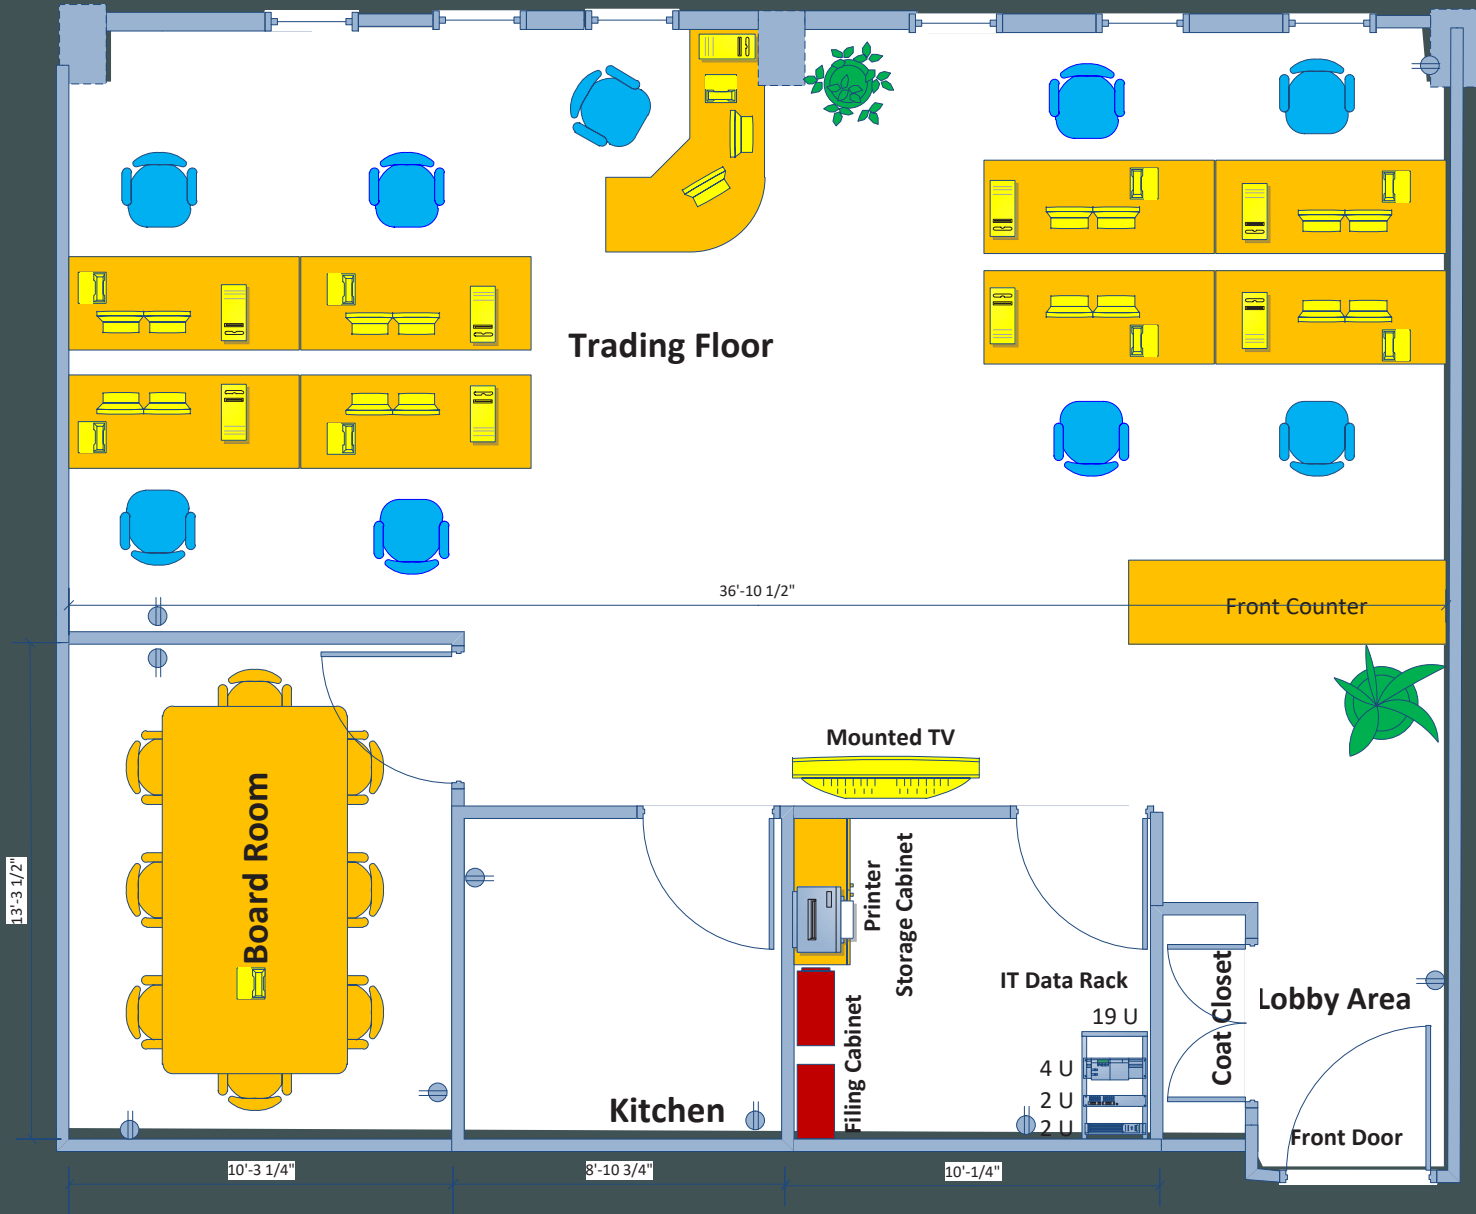 Trading Floor
36'-10 1/2"
Front Counter
Mounted TV
Board Room
13'-3 1/2"
Printer
Storage Cabinet
IT Data Rack
19 U
4 U
2 U
2 U
Filing Cabinet
Coat Closet
Lobby Area
Kitchen
Front Door
10'-3 1/4"
8'-10 3/4"
10'-1/4"